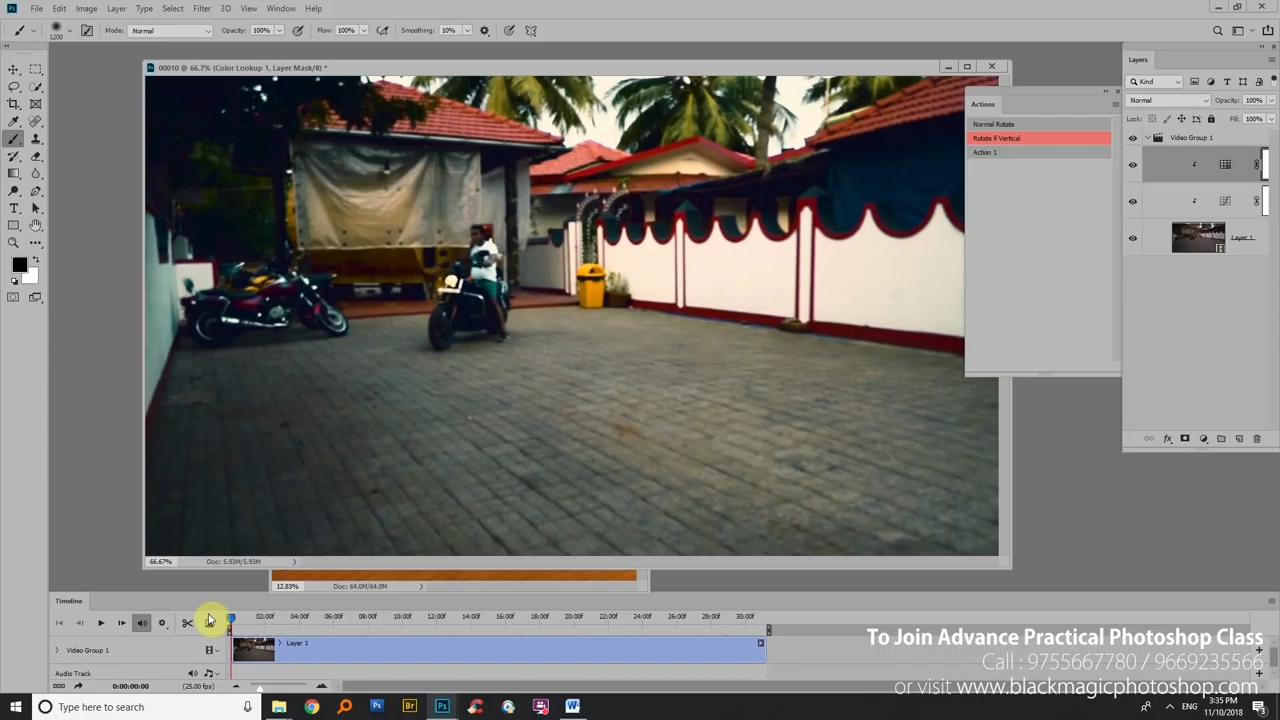 File Edit Image Layer Type Select Filter 3D View Window Help
1200 Mode: Normal Opacity: 100% Flow: 100% Smoothing: 10%
00010 @ 66.7% (Color Lookup 1, Layer Mask/8) *
Layers
Kind
Normal Opacity: 100%
Lock: Fill: 100%
Video Group 1
Layer 1
Actions
Normal Rotate
Rotate if Vertical
Action 1
66.67% Doc: 5.93M/5.93M
12.83% Doc: 64.0M/64.0M
Timeline
02:00f 04:00f 06:00f 08:00f 10:00f 12:00f 14:00f 16:00f 18:00f 20:00f 22:00f 24:00f 26:00f 28:00f 30:00f
Video Group 1 Layer 1
Audio Track
0:00:00:00 (25.00 fps)
To Join Advance Practical Photoshop Class
Call : 9755667780 / 9669235566
or visit www.blackmagicphotoshop.com
Type here to search
ENG 3:35 PM
11/10/2018